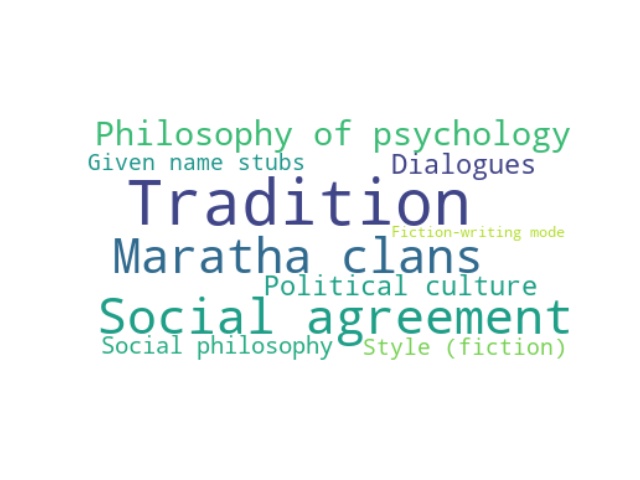 Philosophy of psychology
Given name stubs
Dialogues
Tradition
Fiction-writing mode
Maratha clans
Political culture
Social agreement
Social philosophy
Style (fiction)